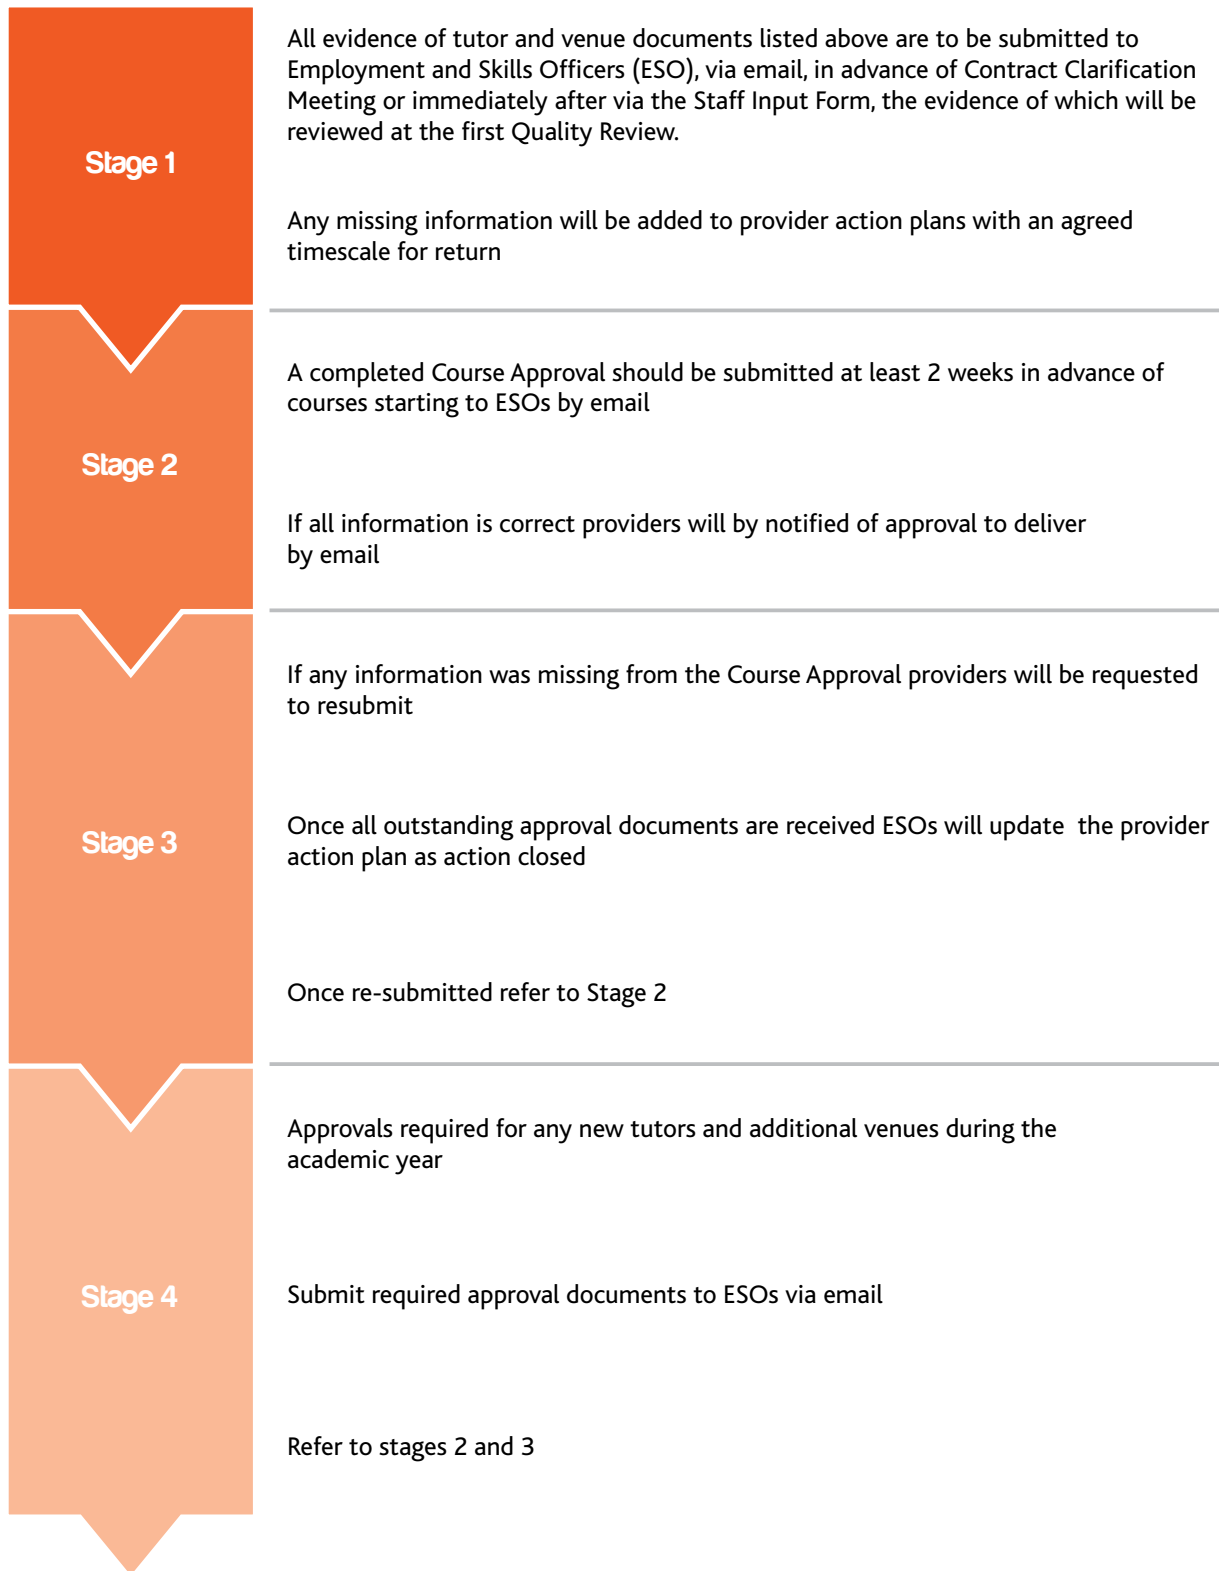 Stage 1
All evidence of tutor and venue documents listed above are to be submitted to
Employment and Skills Officers (ESO), via email, in advance of Contract Clarification
Meeting or immediately after via the Staff Input Form, the evidence of which will be
reviewed at the first Quality Review.
Any missing information will be added to provider action plans with an agreed
timescale for return
Stage 2
A completed Course Approval should be submitted at least 2 weeks in advance of
courses starting to ESOs by email
If all information is correct providers will by notified of approval to deliver
by email
Stage 3
If any information was missing from the Course Approval providers will be requested
to resubmit
Once all outstanding approval documents are received ESOs will update  the provider
action plan as action closed
Once re-submitted refer to Stage 2
Stage 4
Approvals required for any new tutors and additional venues during the
academic year
Submit required approval documents to ESOs via email
Refer to stages 2 and 3